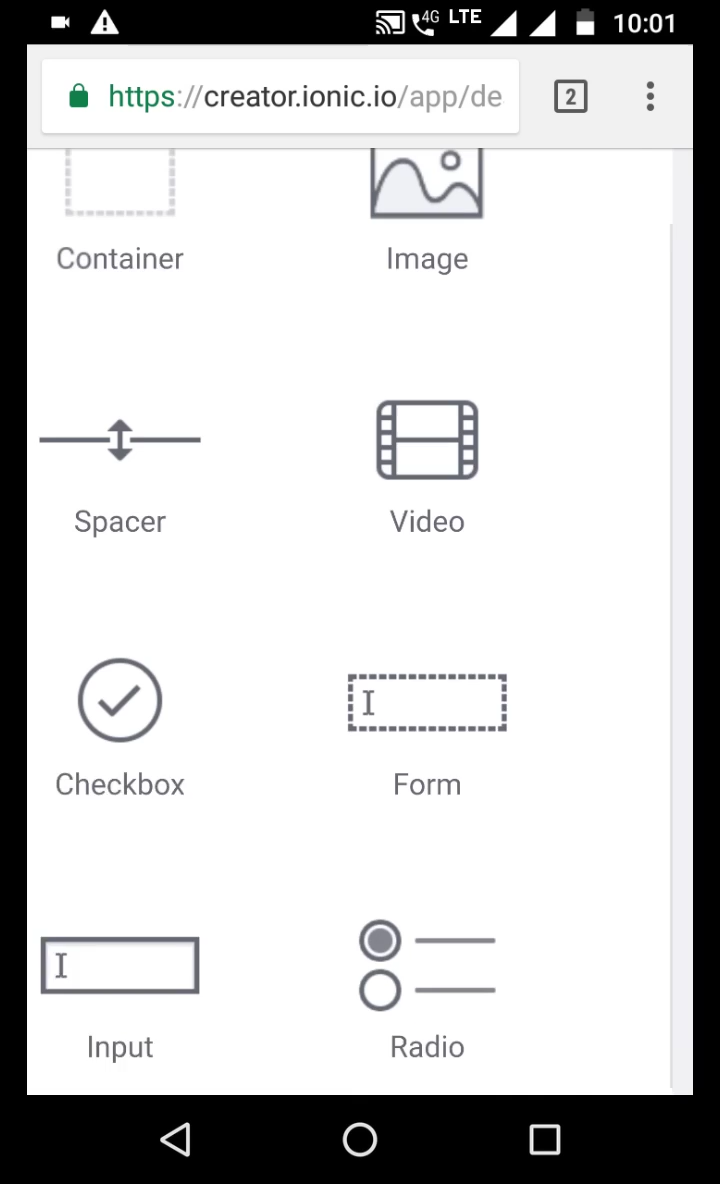 4G LTE 10:01
https://creator.ionic.io/app/de
2
Container Image
Spacer Video
Checkbox Form
Input Radio